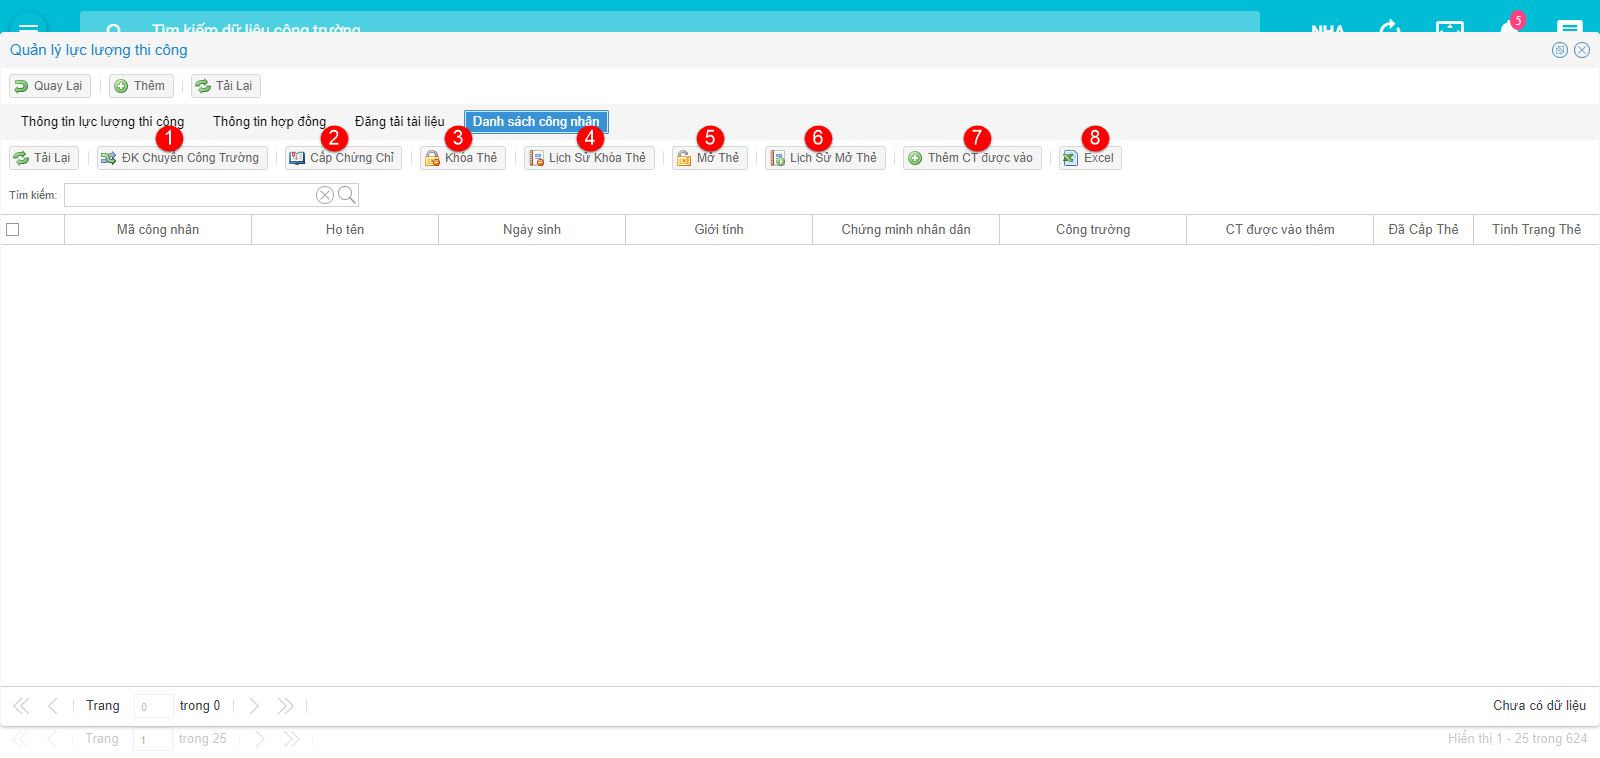 Tìm kiếm dữ liệu công trường
NHA
5
Quản lý lực lượng thi công
Quay Lại
Thêm
Tải Lại
Thông tin lực lượng thi công
Thông tin hợp đồng
Đăng tải tài liệu
Danh sách công nhân
1 2 3 4 5 6 7 8
Tải Lại
ĐK Chuyển Công Trường
Cấp Chứng Chỉ
Khóa Thẻ
Lịch Sử Khóa Thẻ
Mở Thẻ
Lịch Sử Mở Thẻ
Thêm CT được vào
Excel
Tìm kiếm:
Mã công nhân
Họ tên
Ngày sinh
Giới tính
Chứng minh nhân dân
Công trường
CT được vào thêm
Đã Cấp Thẻ
Tình Trạng Thẻ
Trang 0 trong 0
Chưa có dữ liệu
Trang 1 trong 25
Hiển thị 1 - 25 trong 624